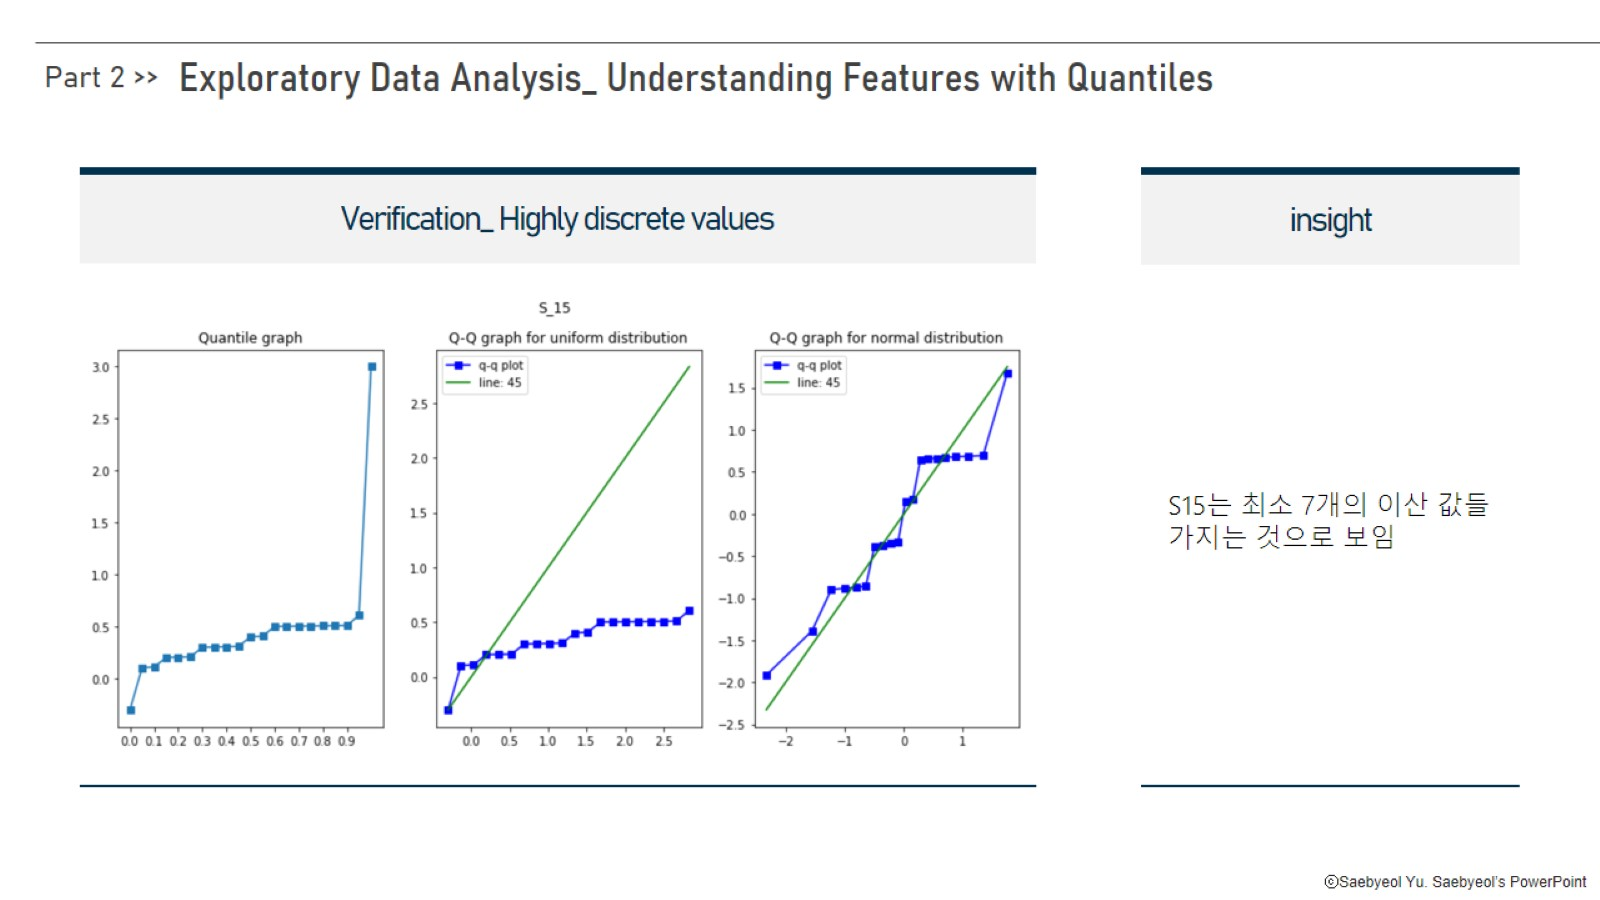 Part 2 >> Exploratory Data Analysis_ Understanding Features with Quantiles
Verification_ Highly discrete values
insight
S_15
Quantile graph
3.0
2.5
2.0
1.5
1.0
0.5
0.0
0.0 0.1 0.2 0.3 0.4 0.5 0.6 0.7 0.8 0.9
Q-Q graph for uniform distribution
q-q plot
line: 45
2.5
2.0
1.5
1.0
0.5
0.0
0.0 0.5 1.0 1.5 2.0 2.5
Q-Q graph for normal distribution
q-q plot
line: 45
1.5
1.0
0.5
0.0
−0.5
−1.0
−1.5
−2.0
−2.5
−2 −1 0 1
S15는 최소 7개의 이산 값들
가지는 것으로 보임
ⓒSaebyeol Yu. Saebyeol's PowerPoint